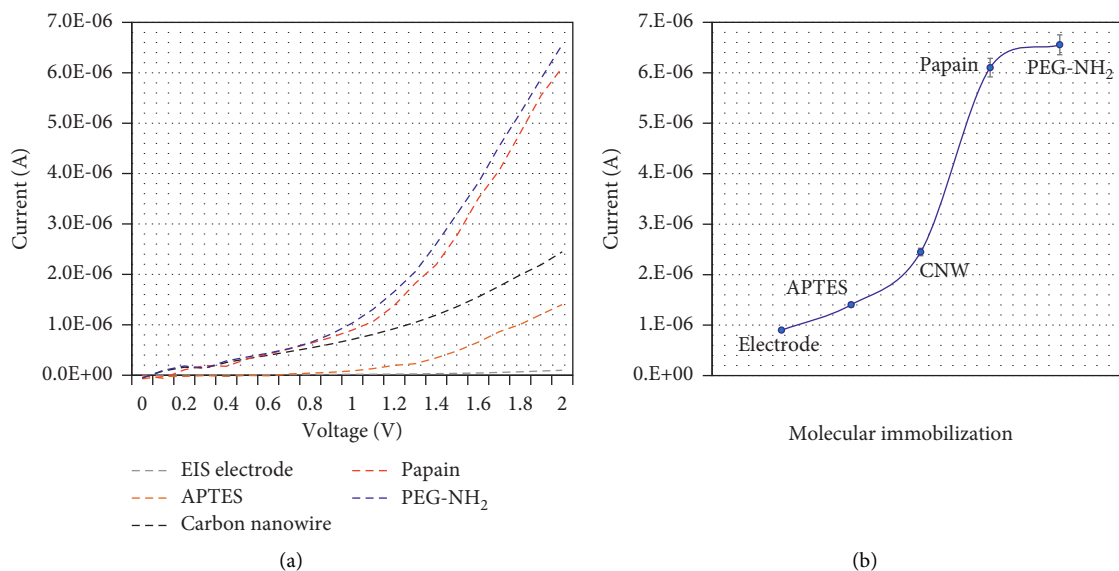 7.0E-06
6.0E-06
5.0E-06
4.0E-06
3.0E-06
2.0E-06
1.0E-06
0.0E+00
Current (A)
0 0.2 0.4 0.6 0.8 1 1.2 1.4 1.6 1.8 2
Voltage (V)
EIS electrode
APTES
Carbon nanowire
Papain
PEG-NH₂
(a)
7.E-06
6.E-06
5.E-06
4.E-06
3.E-06
2.E-06
1.E-06
0.E+00
Current (A)
Electrode
APTES
CNW
Papain
PEG-NH₂
Molecular immobilization
(b)